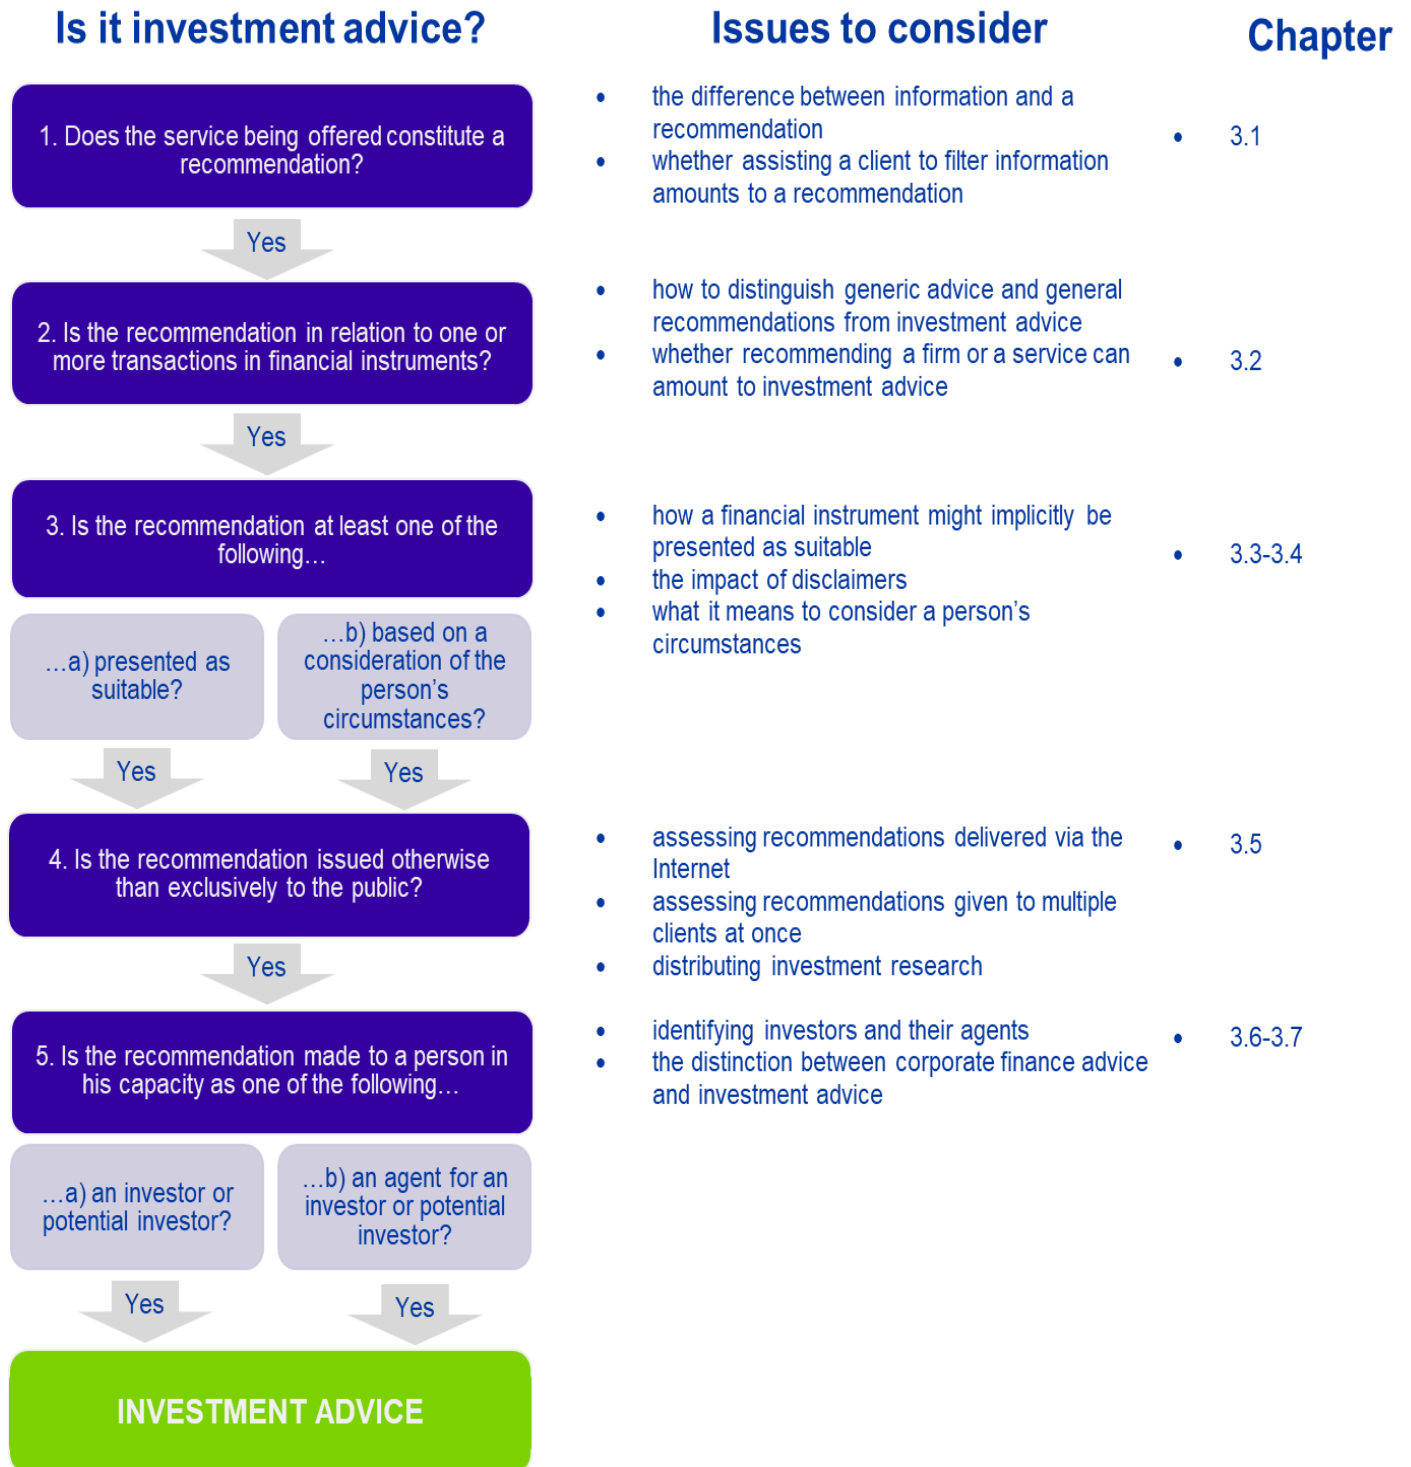 Is it investment advice?
Issues to consider
Chapter
1. Does the service being offered constitute a
recommendation?
• the difference between information and a
recommendation
• whether assisting a client to filter information
amounts to a recommendation
• 3.1
Yes
2. Is the recommendation in relation to one or
more transactions in financial instruments?
• how to distinguish generic advice and general
recommendations from investment advice
• whether recommending a firm or a service can
amount to investment advice
• 3.2
Yes
3. Is the recommendation at least one of the
following…
• how a financial instrument might implicitly be
presented as suitable
• the impact of disclaimers
• what it means to consider a person’s
circumstances
• 3.3-3.4
…a) presented as
suitable?
…b) based on a
consideration of the
person’s
circumstances?
Yes
Yes
4. Is the recommendation issued otherwise
than exclusively to the public?
• assessing recommendations delivered via the
Internet
• assessing recommendations given to multiple
clients at once
• distributing investment research
• 3.5
Yes
5. Is the recommendation made to a person in
his capacity as one of the following…
• identifying investors and their agents
• the distinction between corporate finance advice
and investment advice
• 3.6-3.7
…a) an investor or
potential investor?
…b) an agent for an
investor or potential
investor?
Yes
Yes
INVESTMENT ADVICE